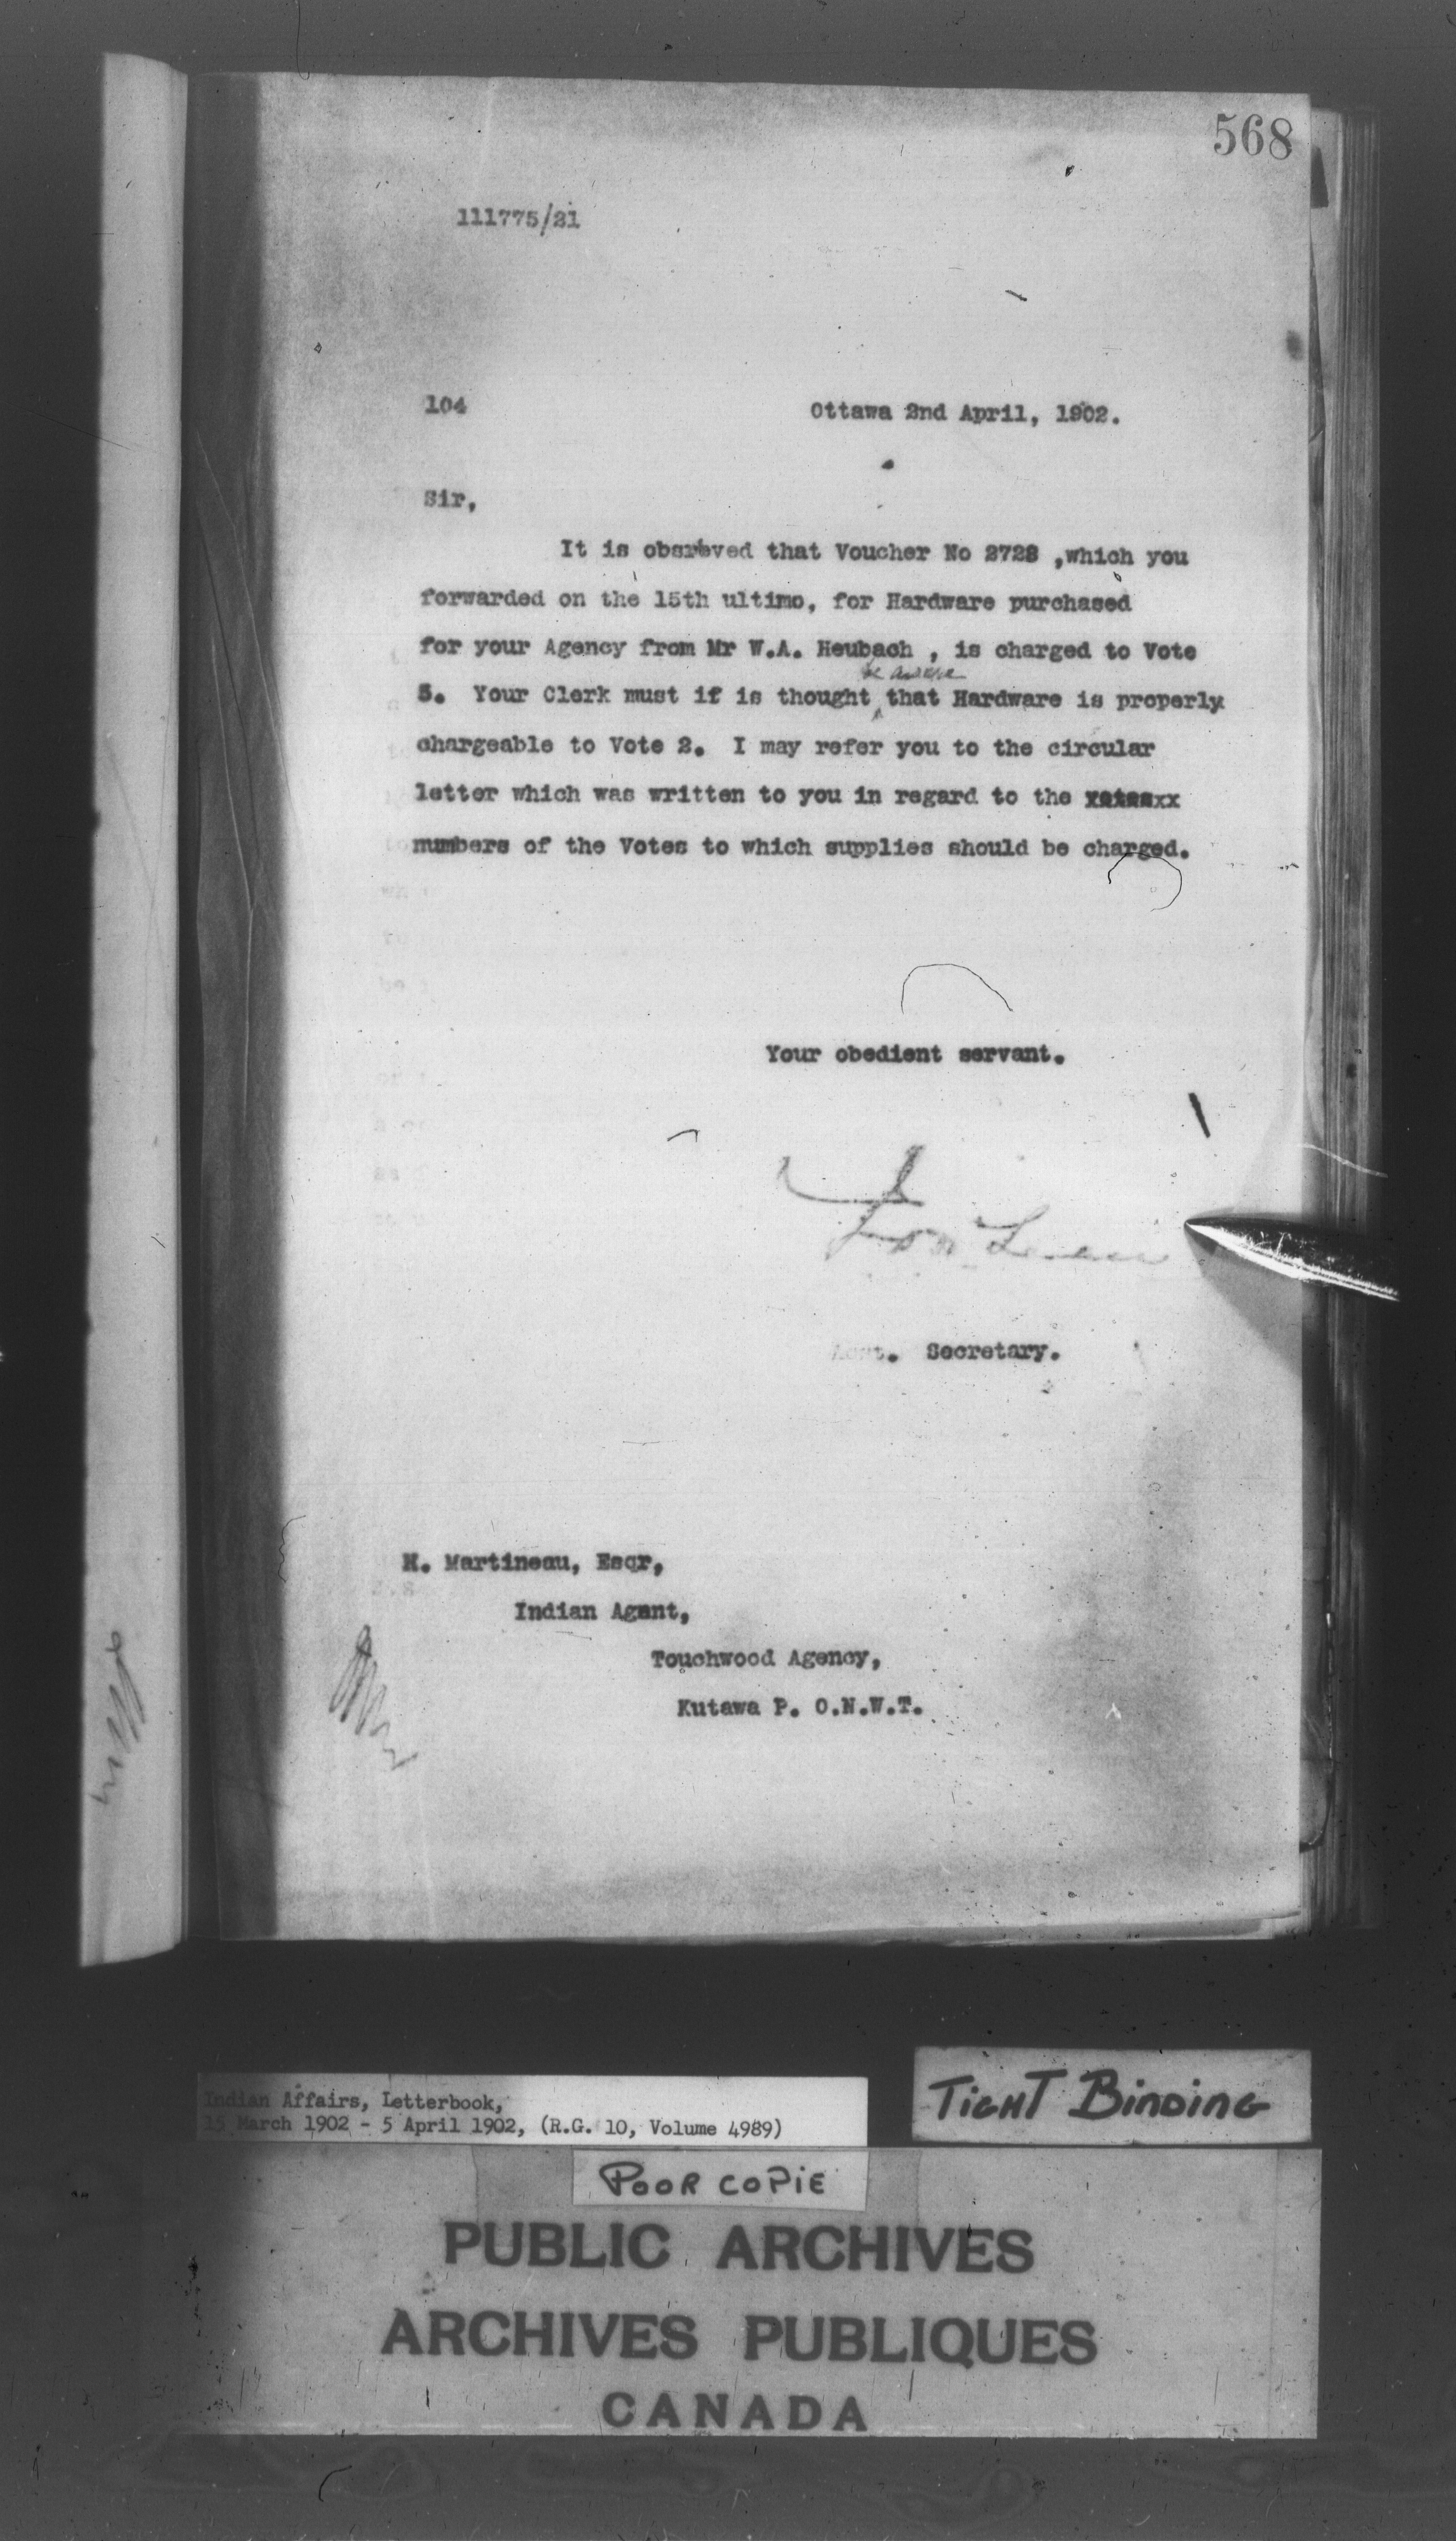 568
111775/21
104 Ottawa 2nd April, 1902.
Sir,
It is obsreved that Voucher No 2728 ,which you
forwarded on the 15th ultimo, for Hardware purchased
for your Agency from Mr W.A. Heubach , is charged to Vote
be aware
5. Your Clerk must if is thought that Hardware is properly
chargeable to Vote 2. I may refer you to the circular
letter which was written to you in regard to the
numbers of the Votes to which supplies should be charged.
Your obedient servant.
Secretary.
H. Martineau, Esqr,
Indian Agent,
Touchwood Agency,
Kutawa P. O.N.W.T.
Indian Affairs, Letterbook,
15 March 1902 - 5 April 1902, (R.G. 10, Volume 4989)
TIGHT BINDING
POOR COPIE
PUBLIC ARCHIVES
ARCHIVES PUBLIQUES
CANADA